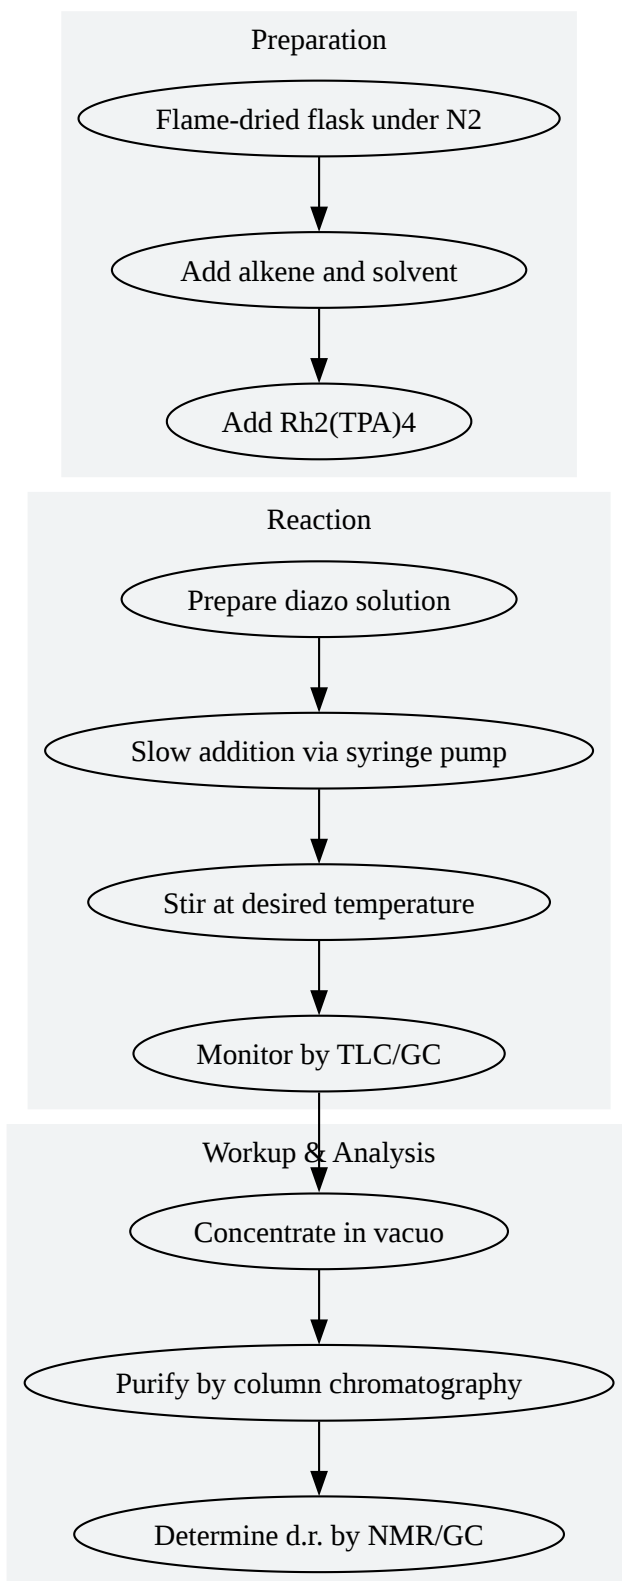 Preparation
Flame-dried flask under N2
Add alkene and solvent
Add Rh2(TPA)4
Reaction
Prepare diazo solution
Slow addition via syringe pump
Stir at desired temperature
Monitor by TLC/GC
Workup & Analysis
Concentrate in vacuo
Purify by column chromatography
Determine d.r. by NMR/GC